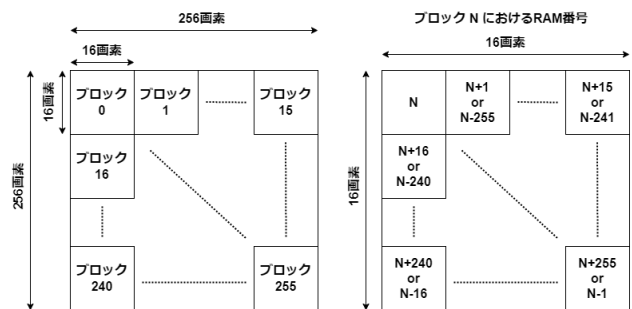 256画素
16画素
16画素
256画素
ブロック
0
ブロック
1
ブロック
15
ブロック
16
ブロック
240
ブロック
255
ブロック N におけるRAM番号
16画素
16画素
N
N+1
or
N-255
N+15
or
N-241
N+16
or
N-240
N+240
or
N-16
N+255
or
N-1